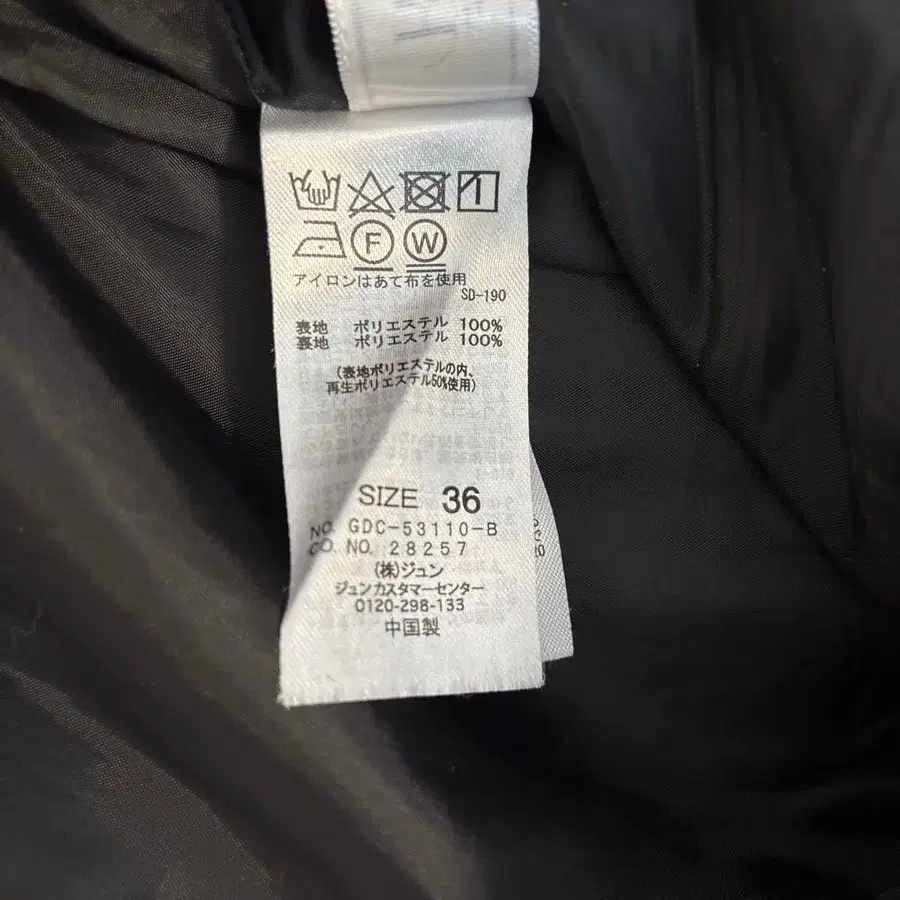 F W
アイロンはあて布を使用
SD-190
表地 ポリエステル 100%
裏地 ポリエステル 100%
(表地ポリエステルの内、
再生ポリエステル50%使用)
SIZE 36
NO. GDC-53110-B
CO. NO. 28257
(株)ジュン
ジュンカスタマーセンター
0120-298-133
中国製